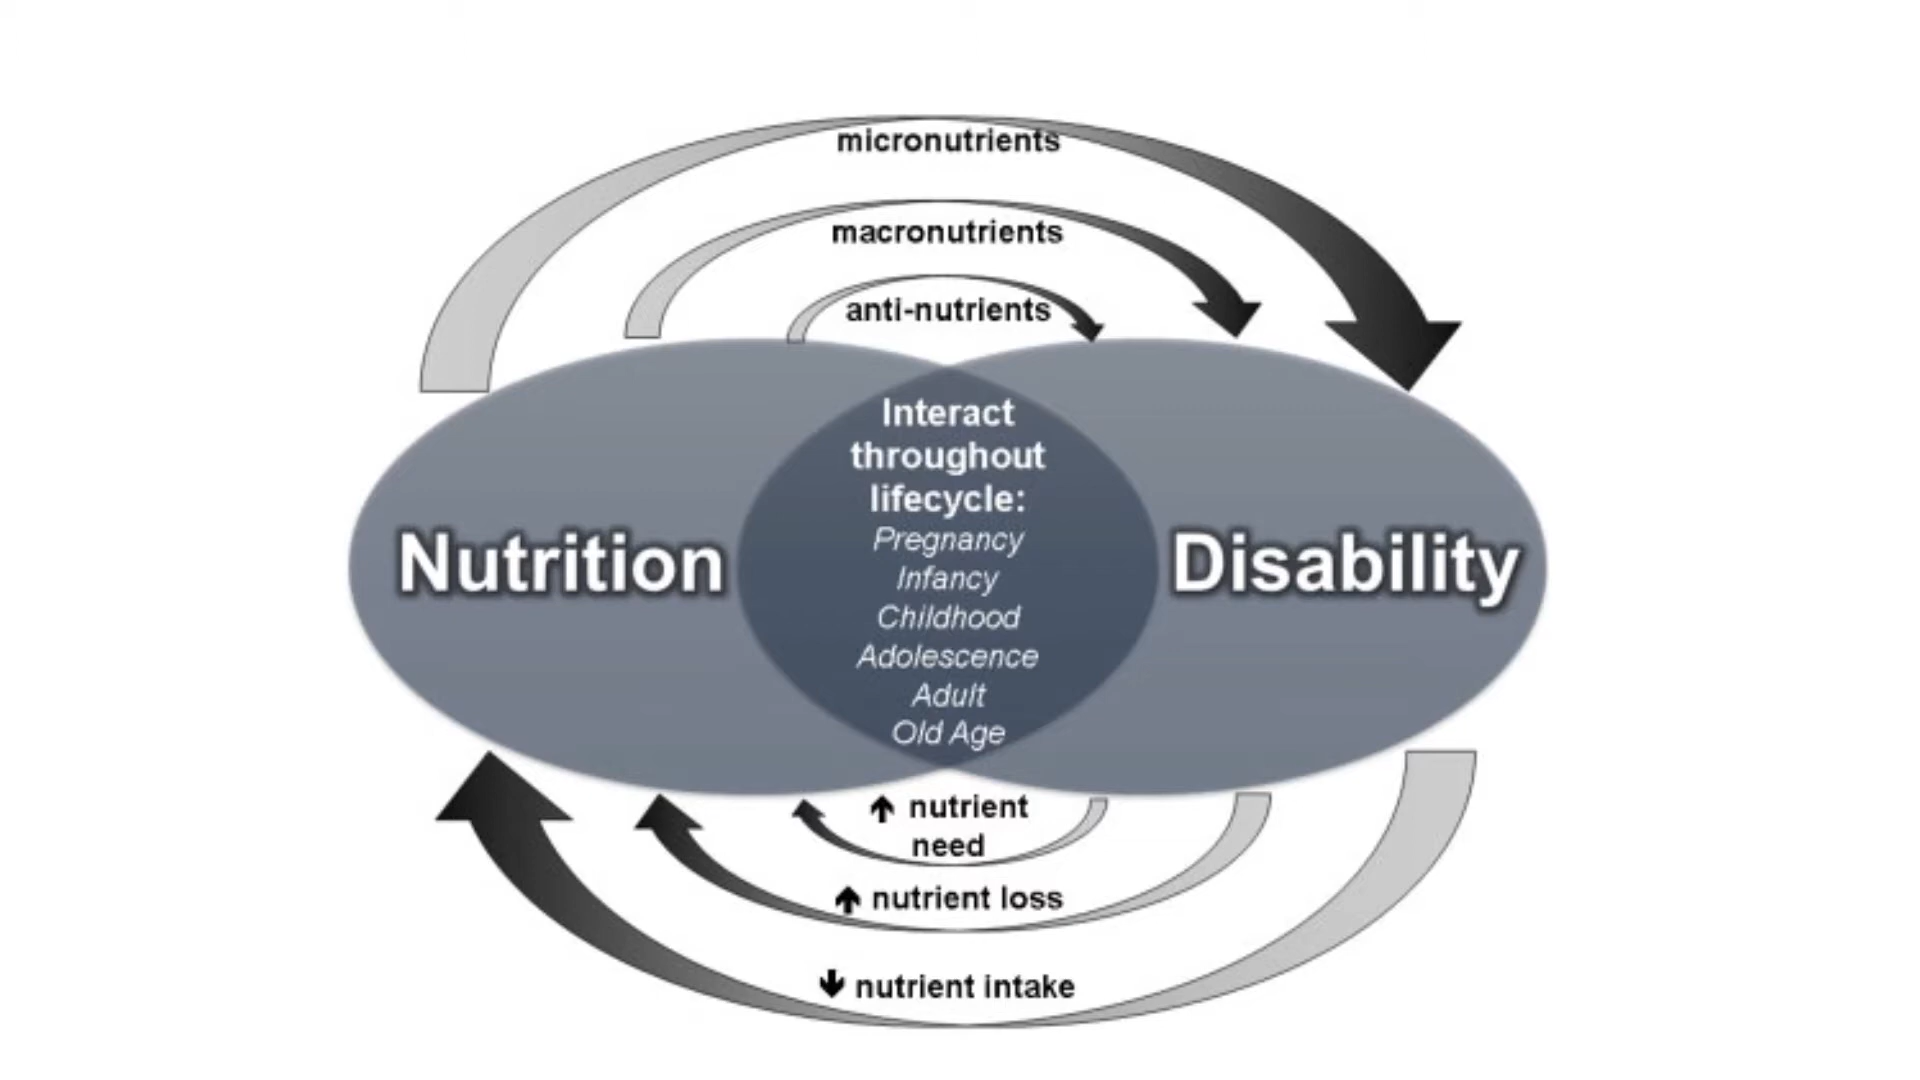 micronutrients
macronutrients
anti-nutrients
Interact
throughout
lifecycle:
Pregnancy
Infancy
Childhood
Adolescence
Adult
Old Age
Nutrition
Disability
↑ nutrient
need
↑ nutrient loss
↓ nutrient intake